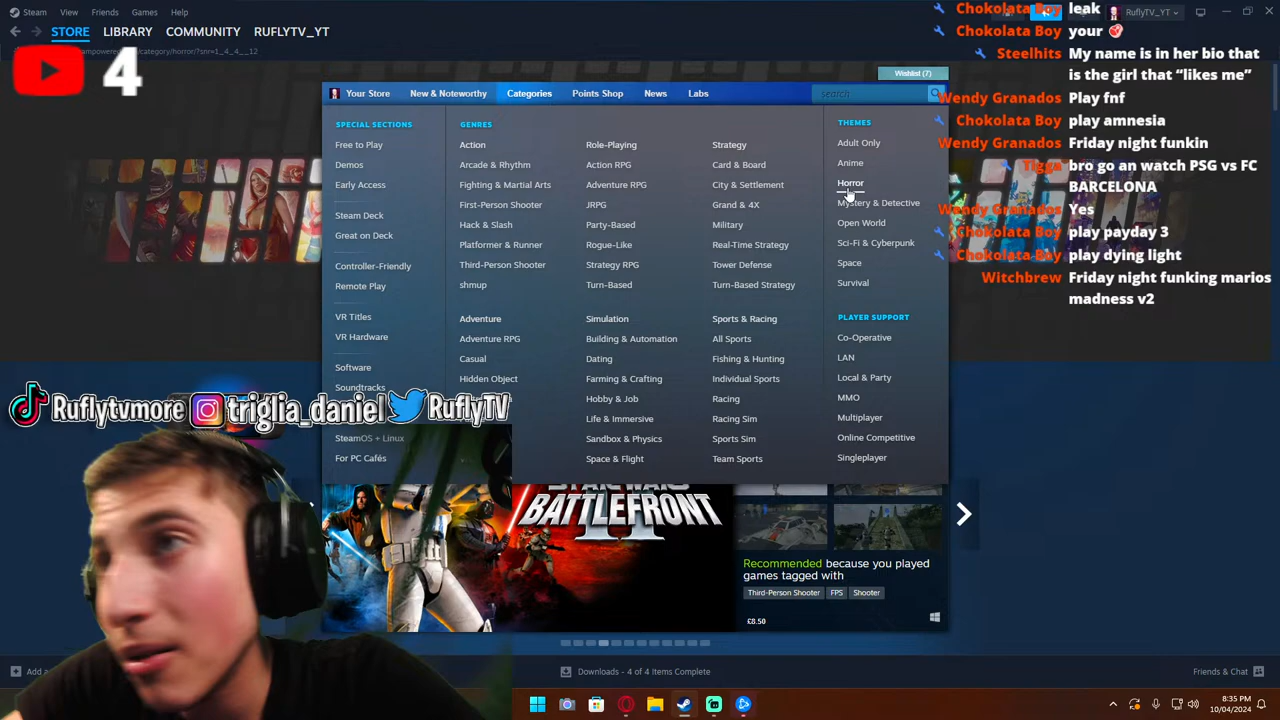 Steam View Friends Games Help
RuflyTV_YT
STORE LIBRARY COMMUNITY RUFLYTV_YT
ampowered /category/horror/?snr=1_4_4__12
4
Wishlist (7)
Your Store New & Noteworthy Categories Points Shop News Labs search
SPECIAL SECTIONS
Free to Play
Demos
Early Access
Steam Deck
Great on Deck
Controller-Friendly
Remote Play
VR Titles
VR Hardware
Software
Soundtracks
SteamOS + Linux
For PC Cafés
GENRES
Action
Arcade & Rhythm
Fighting & Martial Arts
First-Person Shooter
Hack & Slash
Platformer & Runner
Third-Person Shooter
shmup
Adventure
Adventure RPG
Casual
Hidden Object
Role-Playing
Action RPG
Adventure RPG
JRPG
Party-Based
Rogue-Like
Strategy RPG
Turn-Based
Simulation
Building & Automation
Dating
Farming & Crafting
Hobby & Job
Life & Immersive
Sandbox & Physics
Space & Flight
Strategy
Card & Board
City & Settlement
Grand & 4X
Military
Real-Time Strategy
Tower Defense
Turn-Based Strategy
Sports & Racing
All Sports
Fishing & Hunting
Individual Sports
Racing
Racing Sim
Sports Sim
Team Sports
THEMES
Adult Only
Anime
Horror
Mystery & Detective
Open World
Sci-Fi & Cyberpunk
Space
Survival
PLAYER SUPPORT
Co-Operative
LAN
Local & Party
MMO
Multiplayer
Online Competitive
Singleplayer
Chokolata Boy leak
Chokolata Boy your 🥩
Steelhits My name is in her bio that
is the girl that “likes me”
Wendy Granados Play fnf
Chokolata Boy play amnesia
Wendy Granados Friday night funkin
Tigga bro go an watch PSG vs FC
BARCELONA
Wendy Granados Yes
Chokolata Boy play payday 3
Chokolata Boy play dying light
Witchbrew Friday night funking marios
madness v2
Ruflytvmore triglia_daniel RuflyTV
STAR WARS
BATTLEFRONT
II
Recommended because you played
games tagged with
Third-Person Shooter FPS Shooter
£8.50
Add a
Downloads - 4 of 4 Items Complete
Friends & Chat
8:35 PM
10/04/2024